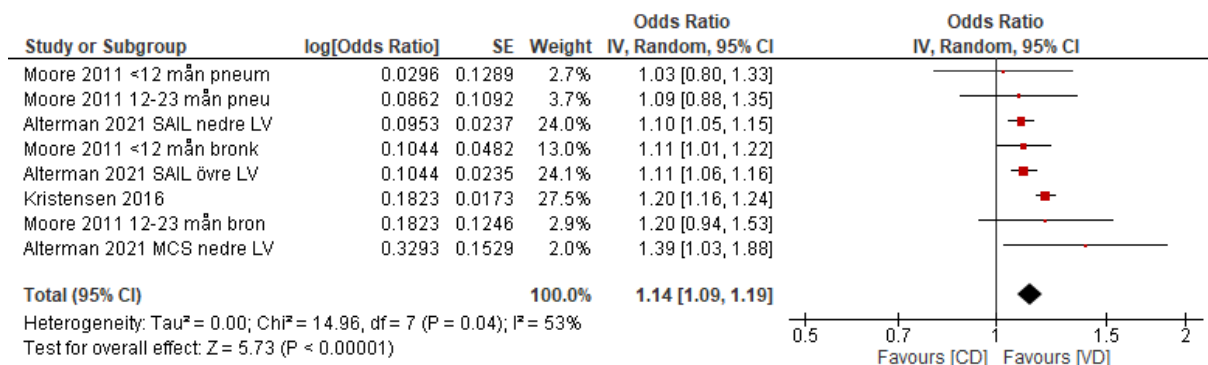 Odds Ratio Odds Ratio
Study or Subgroup log[Odds Ratio] SE Weight IV, Random, 95% CI IV, Random, 95% CI
Moore 2011 <12 mån pneum 0.0296 0.1289 2.7% 1.03 [0.80, 1.33]
Moore 2011 12-23 mån pneu 0.0862 0.1092 3.7% 1.09 [0.88, 1.35]
Alterman 2021 SAIL nedre LV 0.0953 0.0237 24.0% 1.10 [1.05, 1.15]
Moore 2011 <12 mån bronk 0.1044 0.0482 13.0% 1.11 [1.01, 1.22]
Alterman 2021 SAIL övre LV 0.1044 0.0235 24.1% 1.11 [1.06, 1.16]
Kristensen 2016 0.1823 0.0173 27.5% 1.20 [1.16, 1.24]
Moore 2011 12-23 mån bron 0.1823 0.1246 2.9% 1.20 [0.94, 1.53]
Alterman 2021 MCS nedre LV 0.3293 0.1529 2.0% 1.39 [1.03, 1.88]
Total (95% CI) 100.0% 1.14 [1.09, 1.19]
Heterogeneity: Tau² = 0.00; Chi² = 14.96, df = 7 (P = 0.04); I² = 53%
Test for overall effect: Z = 5.73 (P < 0.00001)
0.5 0.7 1 1.5 2
Favours [CD] Favours [VD]